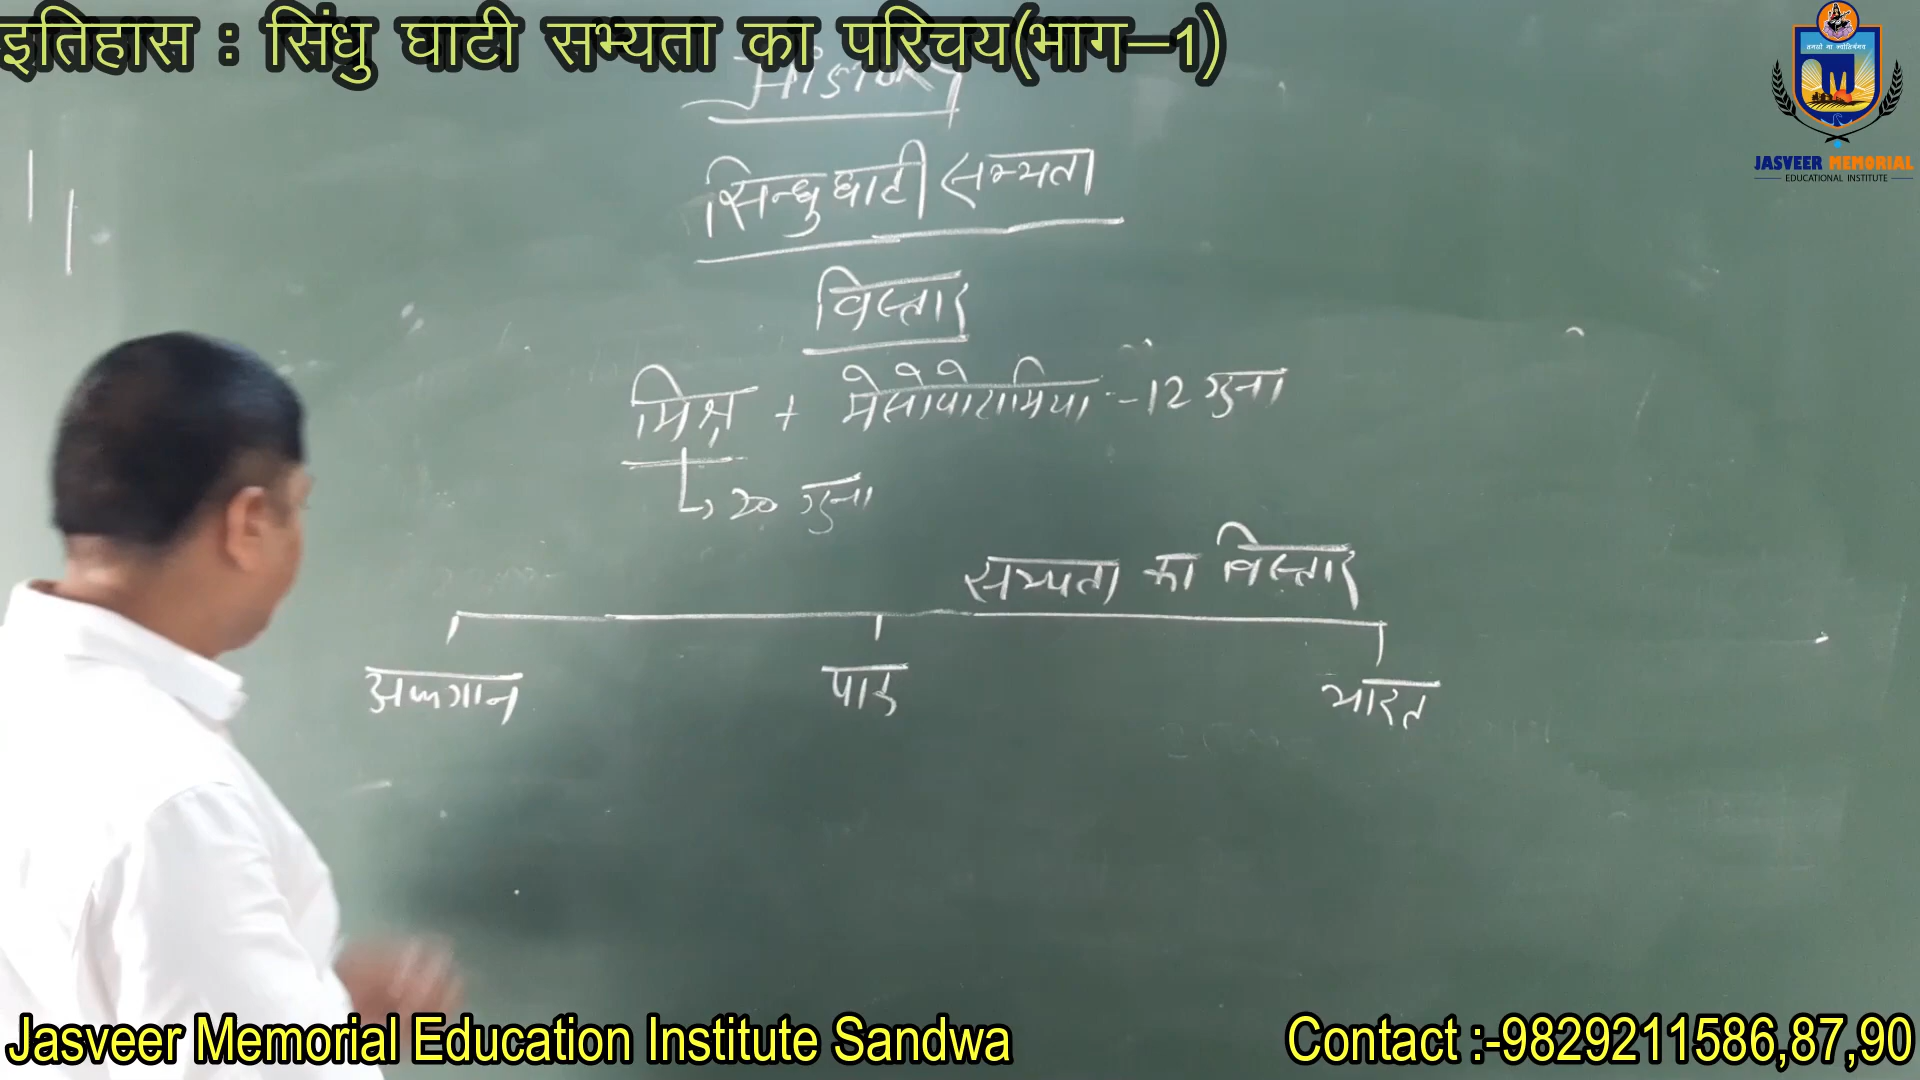 इतिहास : सिंधु घाटी सभ्यता का परिचय(भाग–1)
JASVEER MEMORIAL
EDUCATIONAL INSTITUTE
सिन्धु घाटी सभ्यता
विस्तार
मिश्र + मेसोपोटामिया - 12 गुना
20 गुना
सभ्यता का विस्तार
अफगान पाक भारत
Jasveer Memorial Education Institute Sandwa
Contact :-9829211586,87,90